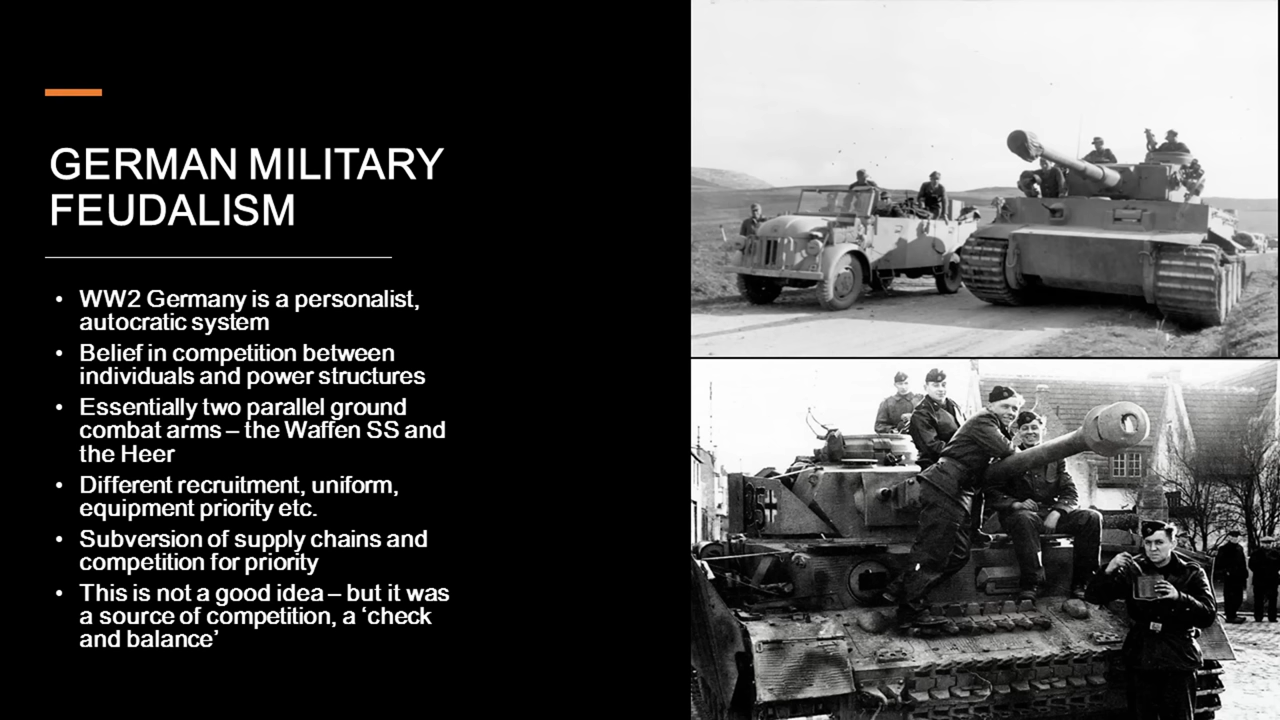 GERMAN MILITARY
FEUDALISM
• WW2 Germany is a personalist,
autocratic system
• Belief in competition between
individuals and power structures
• Essentially two parallel ground
combat arms – the Waffen SS and
the Heer
• Different recruitment, uniform,
equipment priority etc.
• Subversion of supply chains and
competition for priority
• This is not a good idea – but it was
a source of competition, a ‘check
and balance’